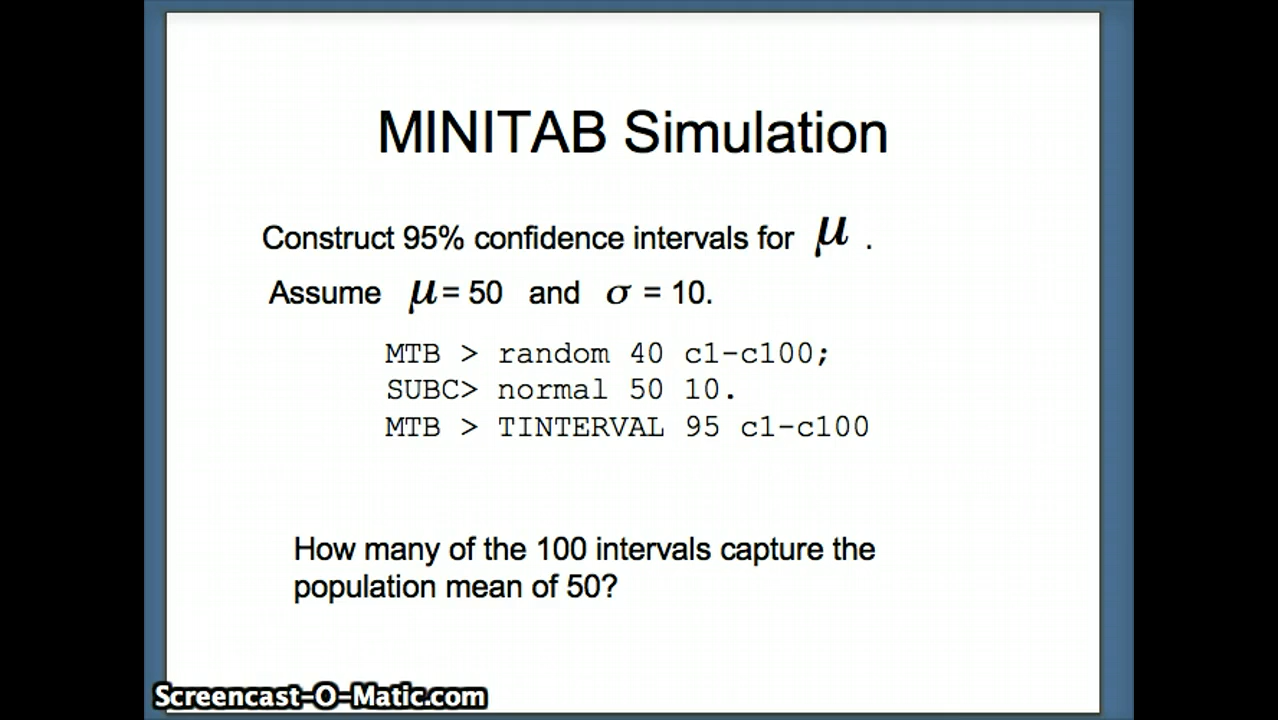 MINITAB Simulation
Construct 95% confidence intervals for μ .
Assume μ = 50 and σ = 10.
MTB > random 40 c1-c100;
SUBC> normal 50 10.
MTB > TINTERVAL 95 c1-c100
How many of the 100 intervals capture the
population mean of 50?
Screencast-O-Matic.com